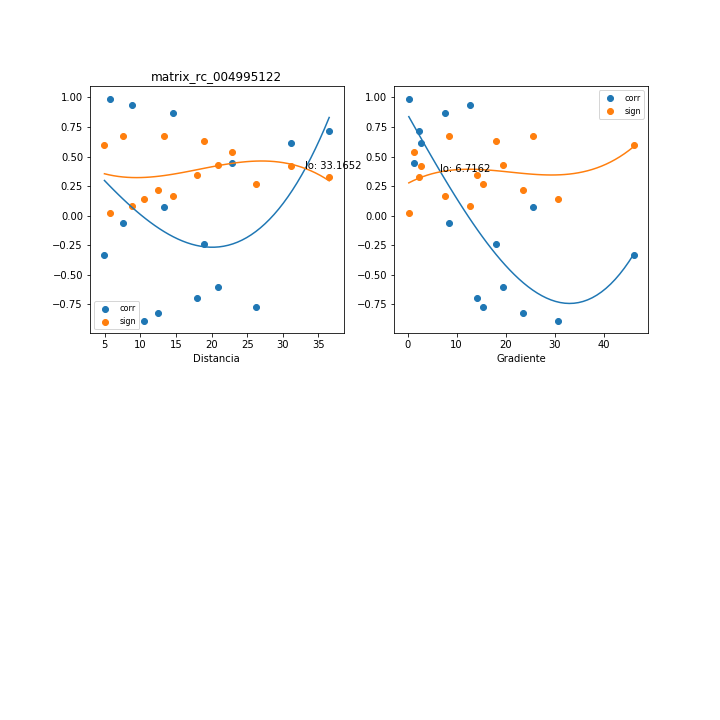 matrix_rc_004995122
1.00
0.75
0.50
0.25
0.00
−0.25
−0.50
−0.75
Io: 33.1652
corr
sign
5 10 15 20 25 30 35
Distancia
1.00
0.75
0.50
0.25
0.00
−0.25
−0.50
−0.75
corr
sign
Io: 6.7162
0 10 20 30 40
Gradiente